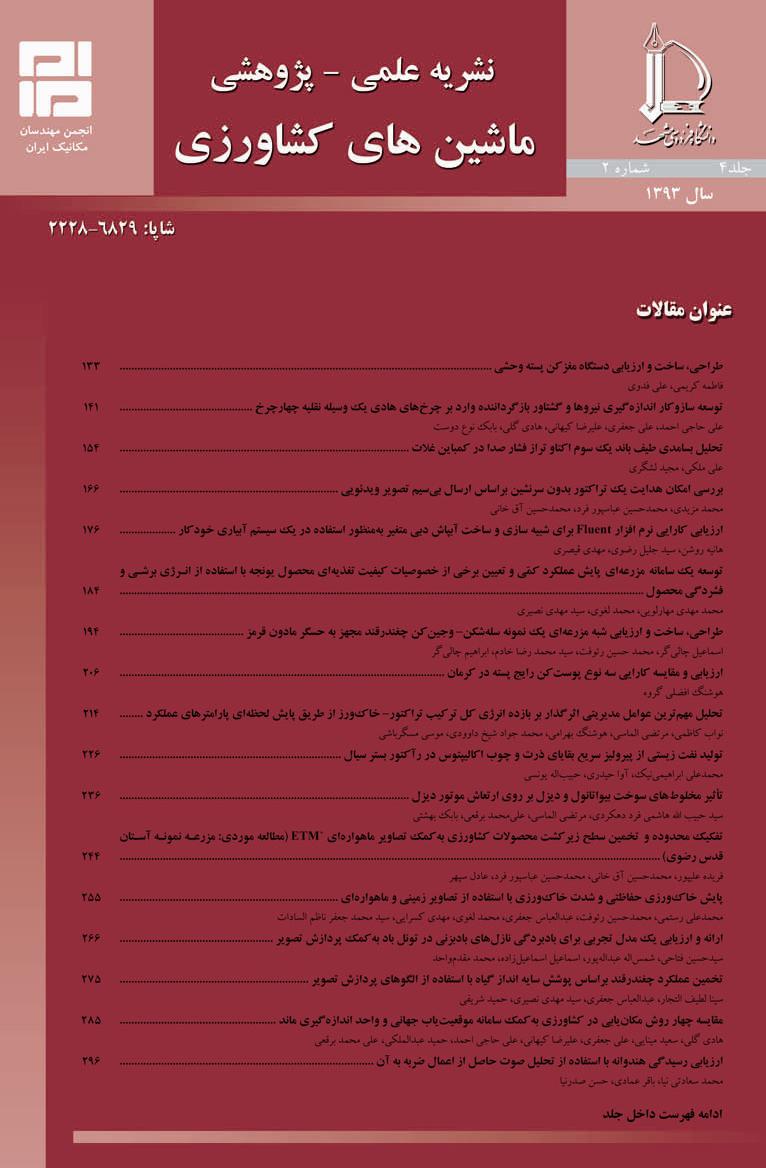 نشریه علمی - پژوهشی
ماشین های کشاورزی
انجمن مهندسان
مکانیک ایران
دانشگاه فردوسی مشهد
جلد ۴ شماره ۲
سال ۱۳۹۳
شاپا: ۶۸۲۹-۲۲۲۸
عنوان مقالات
طراحی، ساخت و ارزیابی دستگاه مغزکن پسته وحشی ۱۳۳
فاطمه کریمی، علی فدوی
توسعه سازوکار اندازه‌گیری نیروها و گشتاور بازگرداننده وارد بر چرخ‌های هادی یک وسیله نقلیه چهارچرخ ۱۴۱
علی حاجی احمد، علی جعفری، علیرضا کیهانی، هادی گلی، بابک نوع دوست
تحلیل بسامدی طیف باند یک سوم اکتاو تراز فشار صدا در کمباین غلات ۱۵۴
علی ملکی، مجید لشگری
بررسی امکان هدایت یک تراکتور بدون سرنشین براساس ارسال بی‌سیم تصویر ویدئویی ۱۶۶
محمد مزیدی، محمدحسین عباسپور فرد، محمدحسین آق خانی
ارزیابی کارایی نرم افزار Fluent برای شبیه سازی و ساخت آبپاش دبی متغیر به‌منظور استفاده در یک سیستم آبیاری خودکار ۱۷۶
هانیه روشن، سید جلیل رضوی، مهدی قیصری
توسعه یک سامانه مزرعه‌ای پایش عملکرد کمّی و تعیین برخی از خصوصیات کیفیت تغذیه‌ای محصول یونجه با استفاده از انرژی برشی و
فشردگی محصول ۱۸۴
محمد مهدی مهارلویی، محمد لغوی، سید مهدی نصیری
طراحی، ساخت و ارزیابی شبه مزرعه‌ای یک نمونه سله‌شکن- وجین‌کن چغندرقند مجهز به حسگر مادون قرمز ۱۹۴
اسماعیل چالی‌گر، محمد حسین رئوفت، سید محمد رضا خادم، ابراهیم چالی‌گر
ارزیابی و مقایسه کارایی سه نوع پوست‌کن رایج پسته در کرمان ۲۰۶
هوشنگ افضلی گروه
تحلیل مهم‌ترین عوامل مدیریتی اثرگذار بر بازده انرژی کل ترکیب تراکتور- خاک‌ورز از طریق پایش لحظه‌ای پارامترهای عملکرد ۲۱۴
نواب کاظمی، مرتضی الماسی، هوشنگ بهرامی، محمد جواد شیخ داوودی، موسی مسگرباشی
تولید نفت زیستی از پیرولیز سریع بقایای ذرت و چوب اکالیپتوس در رآکتور بستر سیال ۲۲۶
محمدعلی ابراهیمی‌نیک، آوا حیدری، حبیب‌اله یونسی
تأثیر مخلوط‌های سوخت بیواتانول و دیزل بر روی ارتعاش موتور دیزل ۲۳۶
سید حبیب الله هاشمی فرد دهکردی، مرتضی الماسی، علی‌محمد برقعی، بابک بهشتی
تفکیک محدوده و تخمین سطح زیرکشت محصولات کشاورزی به‌کمک تصاویر ماهواره‌ای ETM+ (مطالعه موردی: مزرعه نمونه آستان
قدس رضوی) ۲۴۴
فریده علیپور، محمدحسین آق خانی، محمدحسین عباسپور فرد، عادل سپهر
پایش خاک‌ورزی حفاظتی و شدت خاک‌ورزی با استفاده از تصاویر زمینی و ماهواره‌ای ۲۵۵
محمدعلی رستمی، محمدحسین رئوفت، عبدالعباس جعفری، محمد لغوی، مهدی کسرایی، سید محمد جعفر ناظم السادات
ارائه و ارزیابی یک مدل تجربی برای بادبردگی نازل‌های بادبزنی در تونل باد به‌کمک پردازش تصویر ۲۶۶
سیدحسین فتاحی، شمس‌اله عبداله‌پور، اسماعیل اسماعیل‌زاده، محمد مقدم‌واحد
تخمین عملکرد چغندرقند براساس پوشش سایه انداز گیاه با استفاده از الگوهای پردازش تصویر ۲۷۵
سینا لطیف التجار، عبدالعباس جعفری، سید مهدی نصیری، حمید شریفی
مقایسه چهار روش مکان‌یابی در کشاورزی به‌کمک سامانه موقعیت‌یاب جهانی و واحد اندازه‌گیری ماند ۲۸۵
هادی گلی، سعید مینایی، علی جعفری، علیرضا کیهانی، علی حاجی احمد، حمید عبدالملکی، علی محمد برقعی
ارزیابی رسیدگی هندوانه با استفاده از تحلیل صوت حاصل از اعمال ضربه به آن ۲۹۶
محمد سعادتی نیا، باقر عمادی، حسن صدرنیا
ادامه فهرست داخل جلد